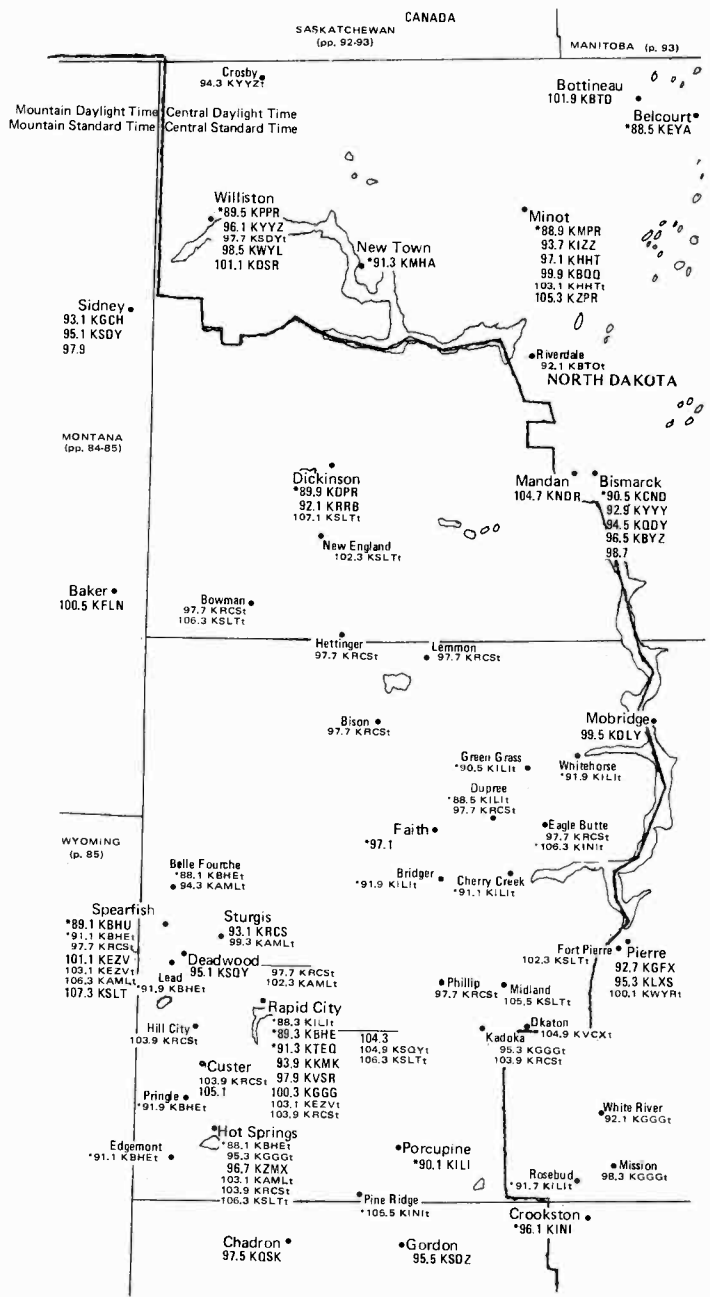 CANADA
SASKATCHEWAN
(pp. 92-93)
MANITOBA (p. 93)
Crosby
94.3 KYYZt
Bottineau
101.9 KBTO
Belcourt
*88.5 KEYA
Mountain Daylight Time
Mountain Standard Time
Central Daylight Time
Central Standard Time
Williston
*89.5 KPPR
96.1 KYYZ
97.7 KSDYt
98.5 KWYL
101.1 KDSR
New Town
*91.3 KMHA
Minot
*88.9 KMPR
93.7 KIZZ
97.1 KHHT
99.9 KBQQ
103.1 KHHTt
105.3 KZPR
Sidney
93.1 KGCH
95.1 KSDY
97.9
Riverdale
92.1 KBTOt
NORTH DAKOTA
MONTANA
(pp. 84-85)
Dickinson
*89.9 KDPR
92.1 KRRB
107.1 KSLTt
Mandan
104.7 KNDR
Bismarck
*90.5 KCND
92.9 KYYY
94.5 KQDY
96.5 KBYZ
98.7
New England
102.3 KSLTt
Baker
100.5 KFLN
Bowman
97.7 KRCSt
106.3 KSLTt
Hettinger
97.7 KRCSt
Lemmon
97.7 KRCSt
Bison
97.7 KRCSt
Mobridge
99.5 KOLY
Green Grass
*90.5 KILIt
Whitehorse
*91.9 KILIt
Dupree
*88.5 KILIt
97.7 KRCSt
Faith
*97.1
Eagle Butte
97.7 KRCSt
*106.3 KINIt
WYOMING
(p. 85)
Belle Fourche
*88.1 KBHEt
94.3 KAMLt
Bridger
*91.9 KILIt
Cherry Creek
*91.1 KILIt
Spearfish
*89.1 KBHU
*91.1 KBHEt
97.7 KRCSt
101.1 KEZV
103.1 KEZVt
106.3 KAMLt
107.3 KSLT
Sturgis
93.1 KRCS
99.3 KAMLt
Deadwood
95.1 KSQY
97.7 KRCSt
102.3 KAMLt
Lead
*91.9 KBHEt
Fort Pierre
102.3 KSLTt
Pierre
92.7 KGFX
95.3 KLXS
100.1 KWYRt
Phillip
97.7 KRCSt
Midland
105.5 KSLTt
Rapid City
*88.3 KILIt
*89.3 KBHE
*91.3 KTEQ
93.9 KKMK
97.9 KVSR
100.3 KGGG
103.1 KEZVt
103.9 KRCSt
104.3
104.9 KSQYt
106.3 KSLTt
Hill City
103.9 KRCSt
Okaton
104.9 KVCXt
Kadoka
95.3 KGGGt
103.9 KRCSt
Custer
103.9 KRCSt
105.1
Pringle
*91.9 KBHEt
White River
92.1 KGGGt
Hot Springs
*88.1 KBHEt
95.3 KGGGt
96.7 KZMX
103.1 KAMLt
103.9 KRCSt
106.3 KSLTt
Edgemont
*91.1 KBHEt
Porcupine
*90.1 KILI
Mission
98.3 KGGGt
Rosebud
*91.7 KILIt
Pine Ridge
*105.5 KINIt
Crookston
*96.1 KINI
Chadron
97.5 KQSK
Gordon
95.5 KSDZ